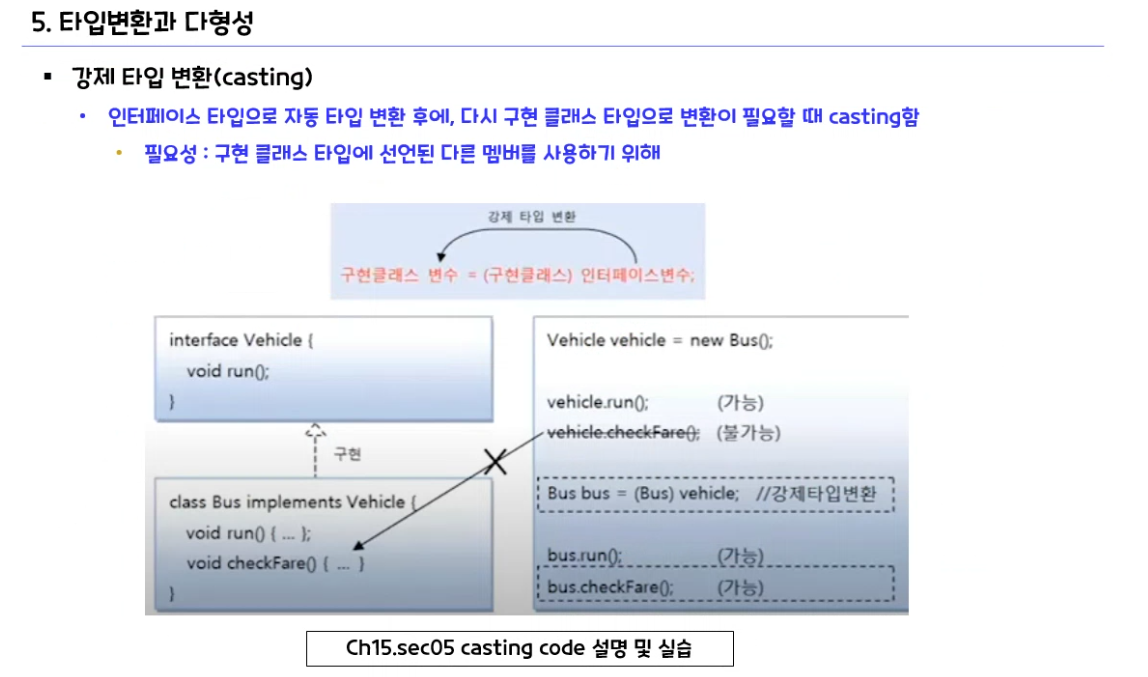 5. 타입변환과 다형성
▪ 강제 타입 변환(casting)
• 인터페이스 타입으로 자동 타입 변환 후에, 다시 구현 클래스 타입으로 변환이 필요할 때 casting함
• 필요성 : 구현 클래스 타입에 선언된 다른 멤버를 사용하기 위해
강제 타입 변환
구현클래스 변수 = (구현클래스) 인터페이스변수;
interface Vehicle {
void run();
}
구현
class Bus implements Vehicle {
void run() { ... };
void checkFare() { ... }
}
Vehicle vehicle = new Bus();
vehicle.run(); (가능)
vehicle.checkFare(); (불가능)
Bus bus = (Bus) vehicle; //강제타입변환
bus.run(); (가능)
bus.checkFare(); (가능)
Ch15.sec05 casting code 설명 및 실습